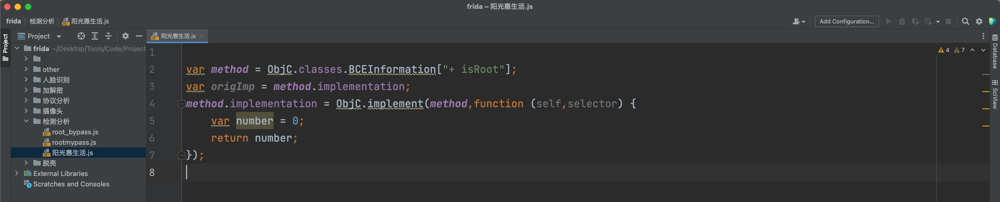 frida – 阳光惠生活.js
frida 检测分析 阳光惠生活.js
Add Configuration...
Project
Project
阳光惠生活.js
frida ~/Desktop/Tools/Code/Project
other
人脸识别
加解密
协议分析
摄像头
检测分析
root_bypass.js
rootmypass.js
阳光惠生活.js
脱壳
External Libraries
Scratches and Consoles
1
2 var method = ObjC.classes.BCEInformation["+ isRoot"];
3 var origImp = method.implementation;
4 method.implementation = ObjC.implement(method,function (self,selector) {
5 var number = 0;
6 return number;
7 });
8
4 7
Database
SciView